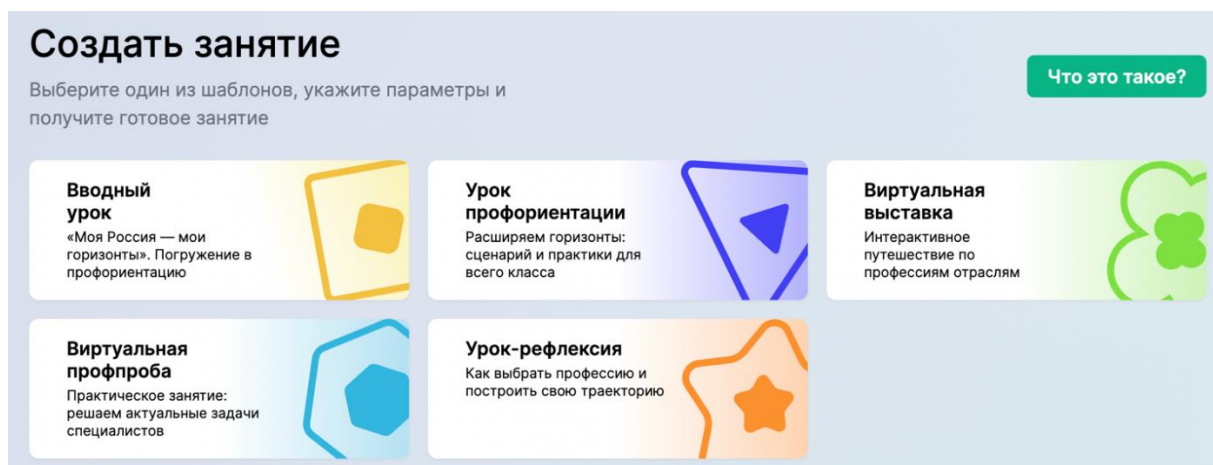 Создать занятие
Выберите один из шаблонов, укажите параметры и
получите готовое занятие
Что это такое?
Вводный
урок
«Моя Россия — мои
горизонты». Погружение в
профориентацию
Урок
профориентации
Расширяем горизонты:
сценарий и практики для
всего класса
Виртуальная
выставка
Интерактивное
путешествие по
профессиям отраслям
Виртуальная
профпроба
Практическое занятие:
решаем актуальные задачи
специалистов
Урок-рефлексия
Как выбрать профессию и
построить свою траекторию